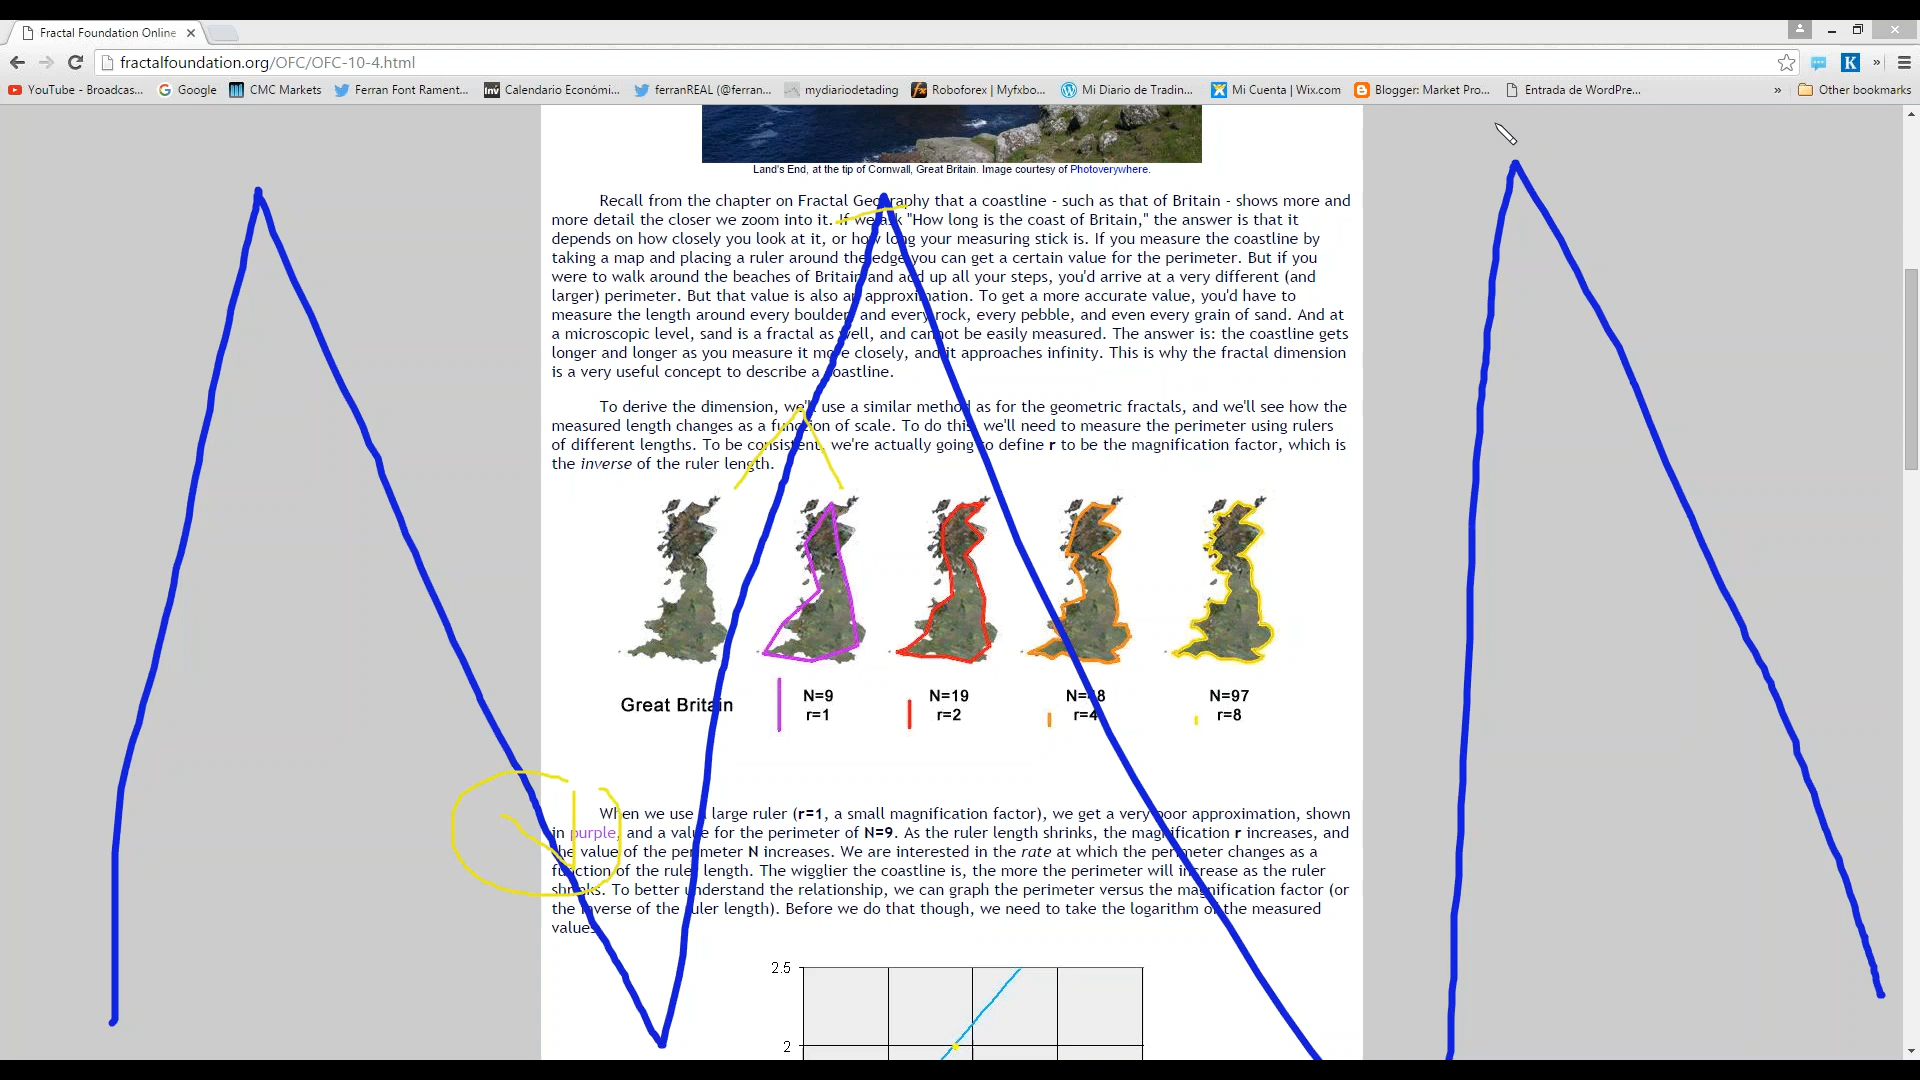 Fractal Foundation Online
fractalfoundation.org/OFC/OFC-10-4.html
YouTube - Broadcas... Google CMC Markets Ferran Font Rament... Inv Calendario Económi... ferranREAL (@ferran... mydiariodetading fx Roboforex | Myfxbo... Mi Diario de Tradin... Mi Cuenta | Wix.com Blogger: Market Pro... Entrada de WordPre... » Other bookmarks
Land's End, at the tip of Cornwall, Great Britain. Image courtesy of Photoverywhere.
Recall from the chapter on Fractal Geography that a coastline - such as that of Britain - shows more and
more detail the closer we zoom into it. If we ask "How long is the coast of Britain," the answer is that it
depends on how closely you look at it, or how long your measuring stick is. If you measure the coastline by
taking a map and placing a ruler around the edge you can get a certain value for the perimeter. But if you
were to walk around the beaches of Britain and add up all your steps, you'd arrive at a very different (and
larger) perimeter. But that value is also an approximation. To get a more accurate value, you'd have to
measure the length around every boulder and every rock, every pebble, and even every grain of sand. And at
a microscopic level, sand is a fractal as well, and cannot be easily measured. The answer is: the coastline gets
longer and longer as you measure it more closely, and it approaches infinity. This is why the fractal dimension
is a very useful concept to describe a coastline.
To derive the dimension, we'll use a similar method as for the geometric fractals, and we'll see how the
measured length changes as a function of scale. To do this, we'll need to measure the perimeter using rulers
of different lengths. To be consistent, we're actually going to define r to be the magnification factor, which is
the inverse of the ruler length.
Great Britain
N=9
r=1
N=19
r=2
N=48
r=4
N=97
r=8
When we use a large ruler (r=1, a small magnification factor), we get a very poor approximation, shown
in purple, and a value for the perimeter of N=9. As the ruler length shrinks, the magnification r increases, and
the value of the perimeter N increases. We are interested in the rate at which the perimeter changes as a
function of the ruler length. The wigglier the coastline is, the more the perimeter will increase as the ruler
shrinks. To better understand the relationship, we can graph the perimeter versus the magnification factor (or
the inverse of the ruler length). Before we do that though, we need to take the logarithm of the measured
values.
2.5
2